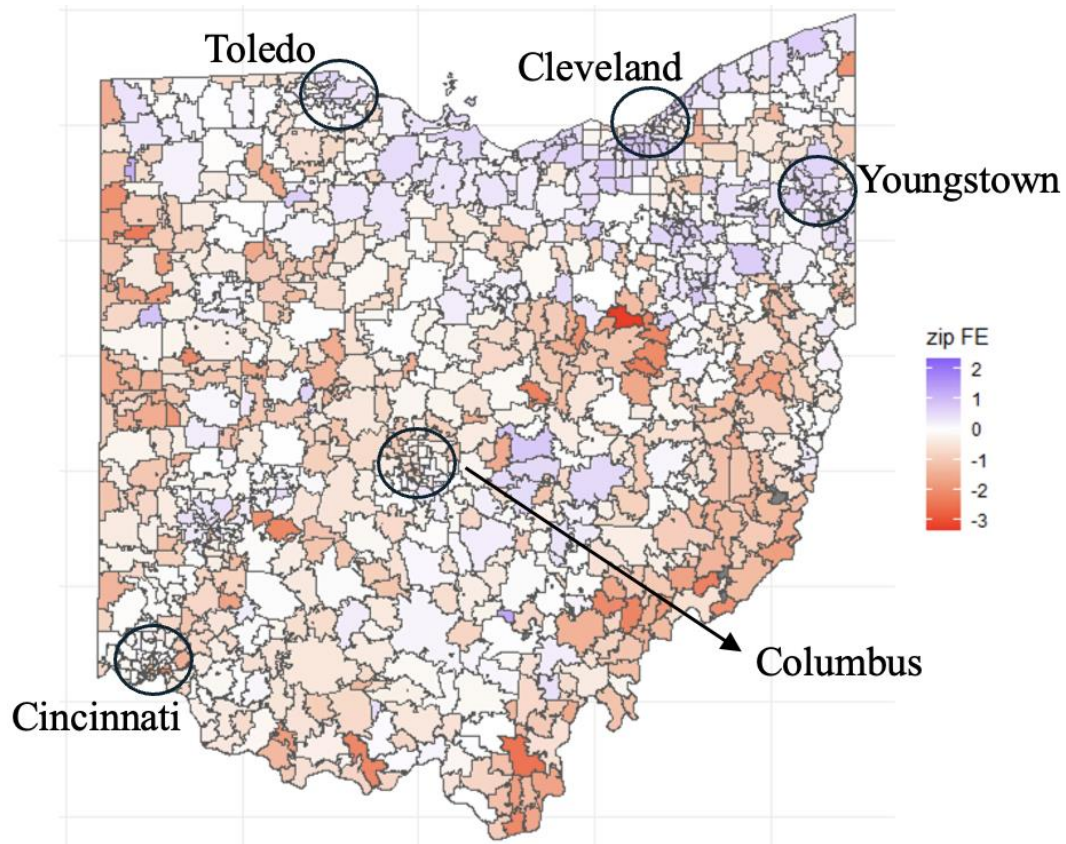 Toledo
Cleveland
Youngstown
zip FE
2
1
0
-1
-2
-3
Columbus
Cincinnati